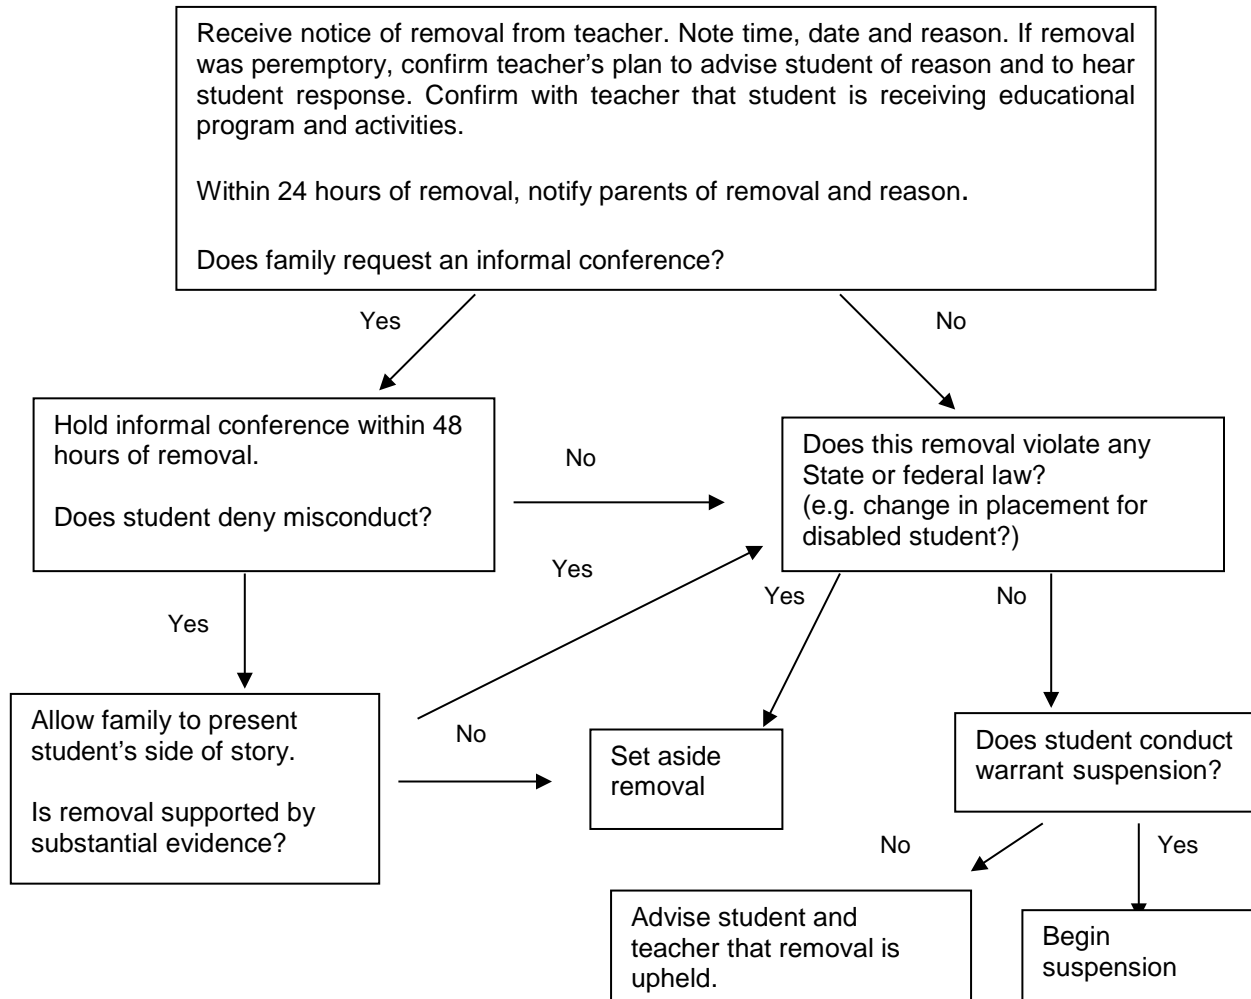 Receive notice of removal from teacher. Note time, date and reason. If removal
was peremptory, confirm teacher’s plan to advise student of reason and to hear
student response. Confirm with teacher that student is receiving educational
program and activities.
Within 24 hours of removal, notify parents of removal and reason.
Does family request an informal conference?
Yes
No
Hold informal conference within 48
hours of removal.
Does student deny misconduct?
No
Does this removal violate any
State or federal law?
(e.g. change in placement for
disabled student?)
Yes
Yes
Yes
No
Allow family to present
student’s side of story.
Is removal supported by
substantial evidence?
No
Set aside
removal
Does student conduct
warrant suspension?
No
Yes
Advise student and
teacher that removal is
upheld.
Begin
suspension